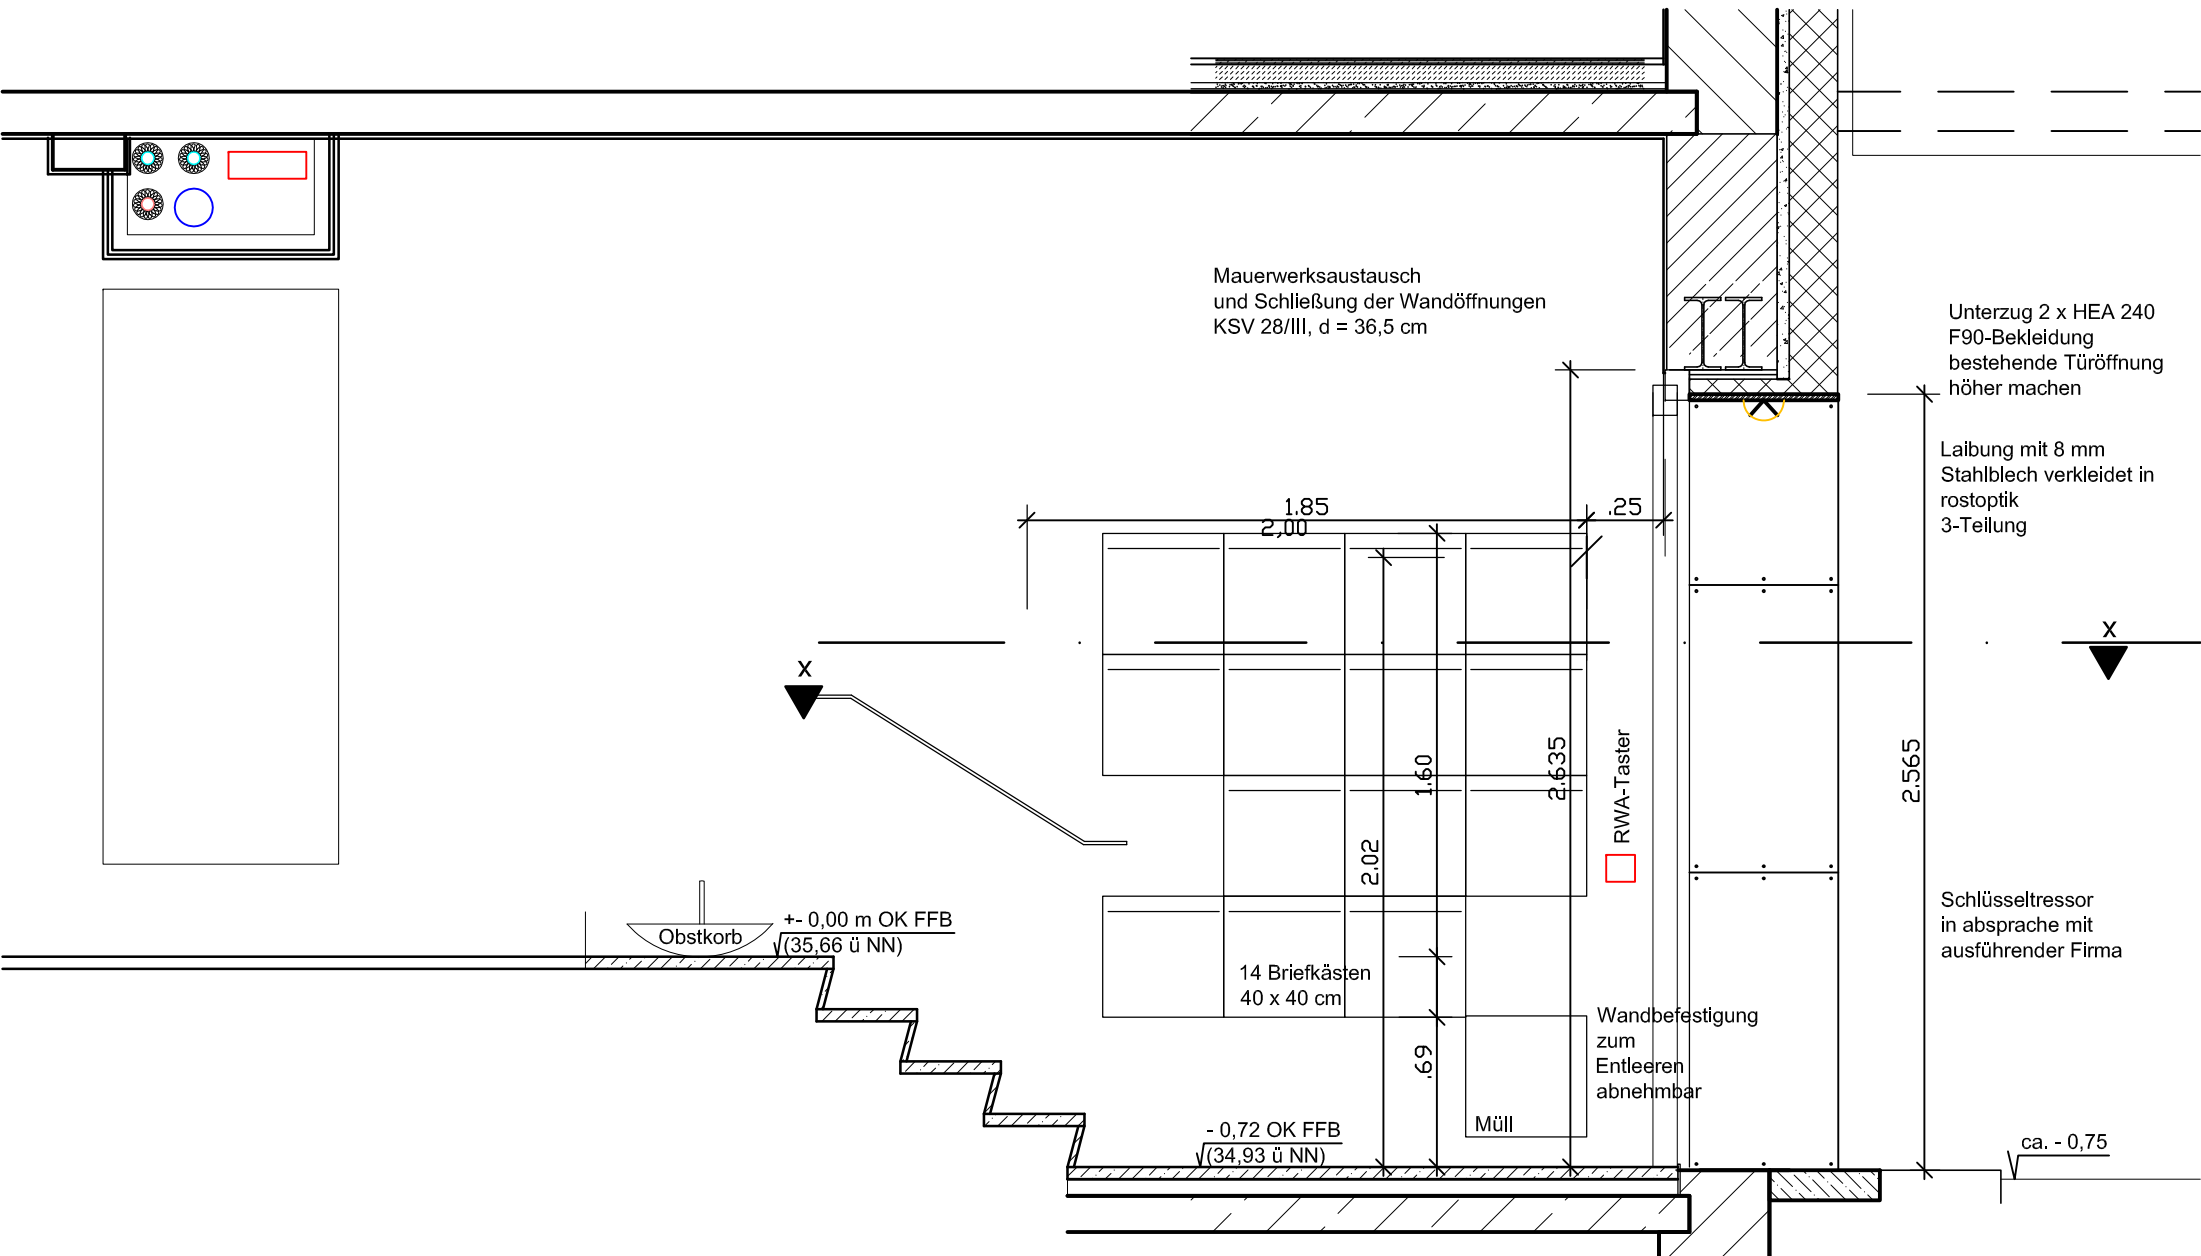 Mauerwerksaustausch
und Schließung der Wandöffnungen
KSV 28/III, d = 36,5 cm
Unterzug 2 x HEA 240
F90-Bekleidung
bestehende Türöffnung
höher machen
Laibung mit 8 mm
Stahlblech verkleidet in
rostoptik
3-Teilung
1.85
2,00
.25
x
x
RWA-Taster
1.60
2.635
2.565
2.02
.69
Obstkorb
+- 0,00 m OK FFB
(35,66 ü NN)
14 Briefkästen
40 x 40 cm
Schlüsseltressor
in absprache mit
ausführender Firma
Wandbefestigung
zum
Entleeren
abnehmbar
Müll
- 0,72 OK FFB
(34,93 ü NN)
ca. - 0,75